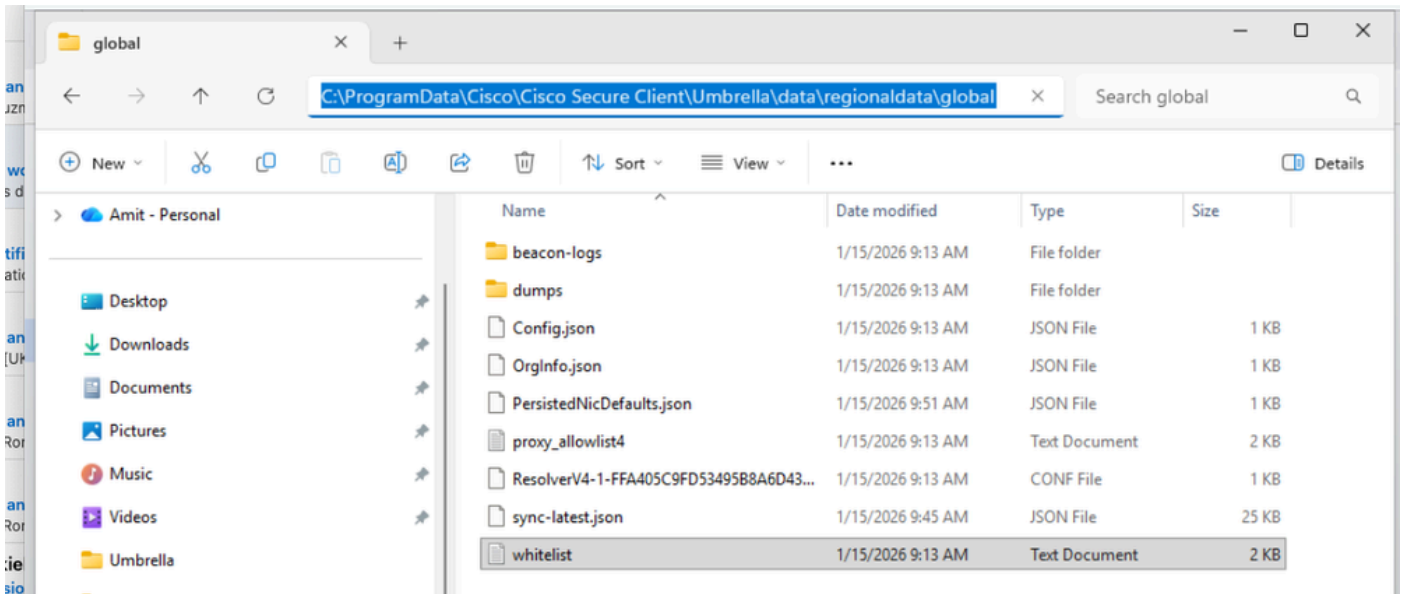 global
C:\ProgramData\Cisco\Cisco Secure Client\Umbrella\data\regionaldata\global
Search global
New
Sort
View
Details
Amit - Personal
Desktop
Downloads
Documents
Pictures
Music
Videos
Umbrella
Name Date modified Type Size
beacon-logs 1/15/2026 9:13 AM File folder
dumps 1/15/2026 9:13 AM File folder
Config.json 1/15/2026 9:13 AM JSON File 1 KB
OrgInfo.json 1/15/2026 9:13 AM JSON File 1 KB
PersistedNicDefaults.json 1/15/2026 9:51 AM JSON File 1 KB
proxy_allowlist4 1/15/2026 9:13 AM Text Document 2 KB
ResolverV4-1-FFA405C9FD53495B8A6D43... 1/15/2026 9:13 AM CONF File 1 KB
sync-latest.json 1/15/2026 9:45 AM JSON File 25 KB
whitelist 1/15/2026 9:13 AM Text Document 2 KB